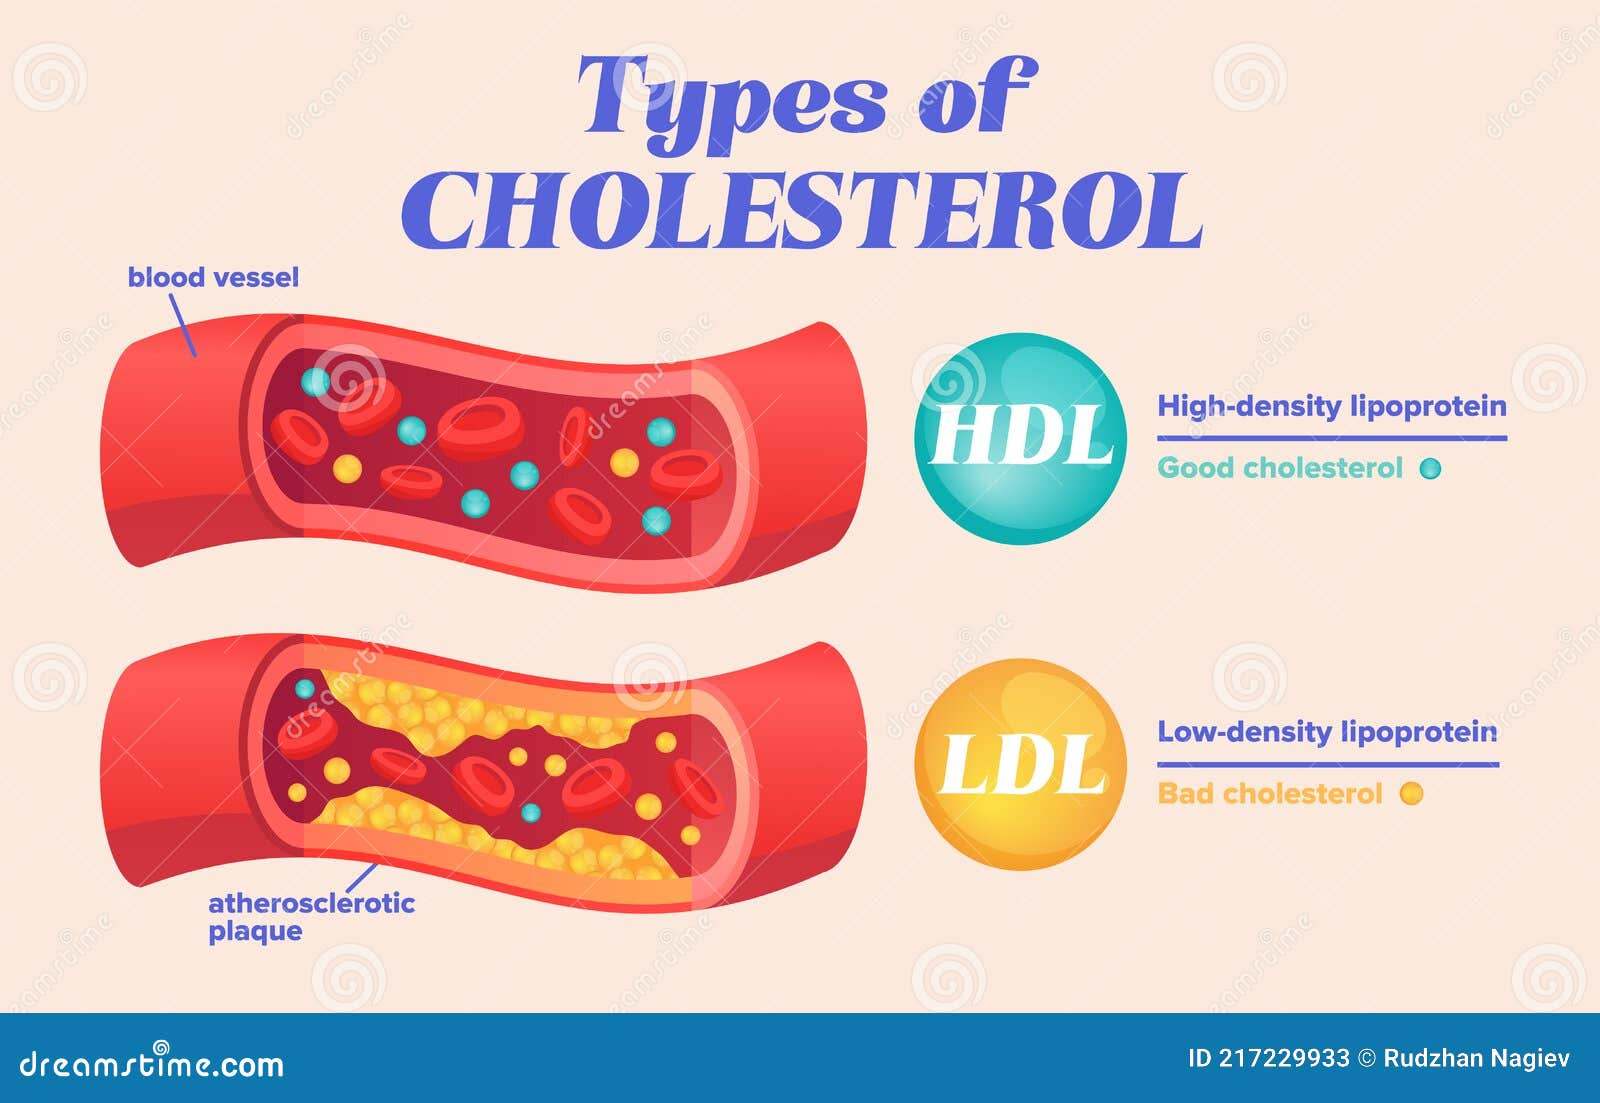 Types of
CHOLESTEROL
blood vessel
HDL
High-density lipoprotein
Good cholesterol
LDL
Low-density lipoprotein
Bad cholesterol
atherosclerotic
plaque
dreamstime.com
ID 217229933 © Rudzhan Nagiev